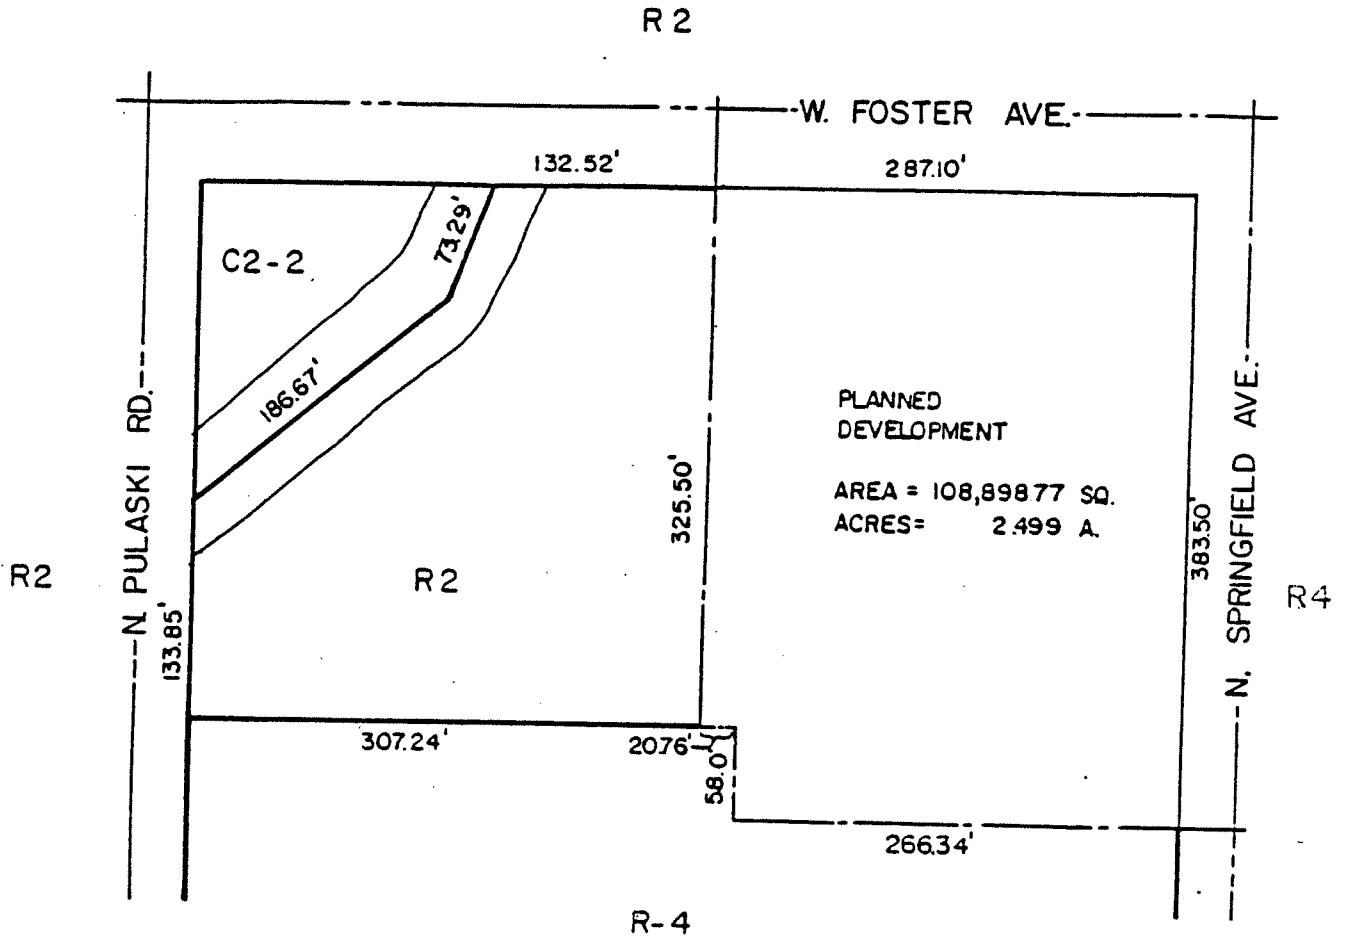 R 2
W. FOSTER AVE.
132.52'
287.10'
C2-2
73.29'
186.67'
N. PULASKI RD.
PLANNED
DEVELOPMENT
AREA = 108,898.77 SQ.
ACRES= 2.499 A.
325.50'
383.50'
N. SPRINGFIELD AVE.
R2
R2
R4
133.85'
307.24'
20.76'
58.0'
266.34'
R-4